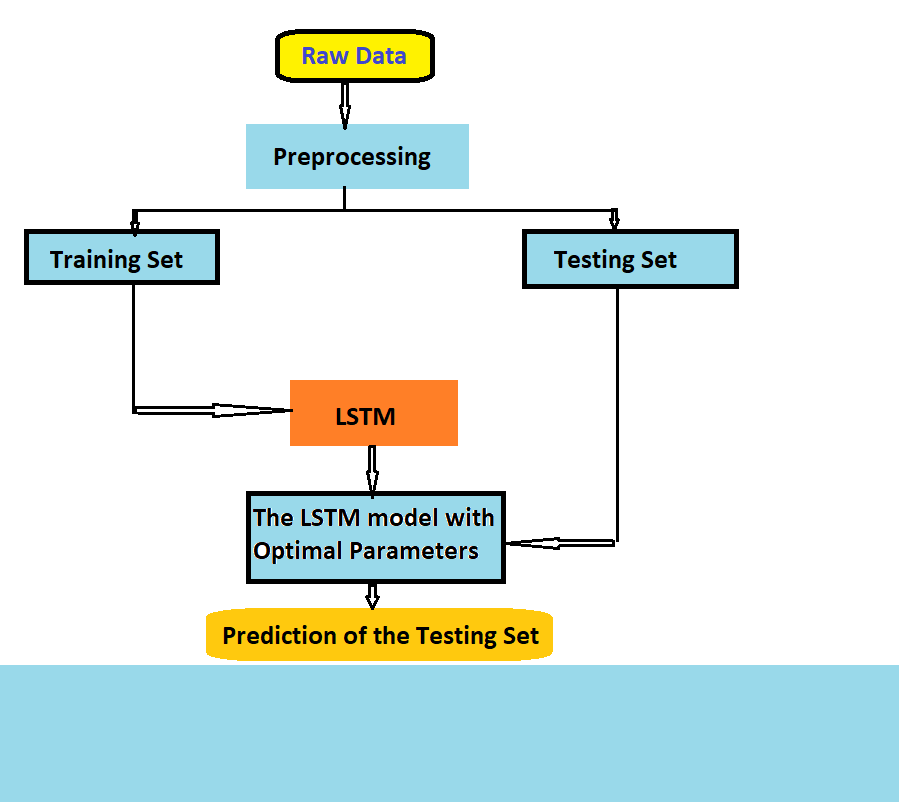 Raw Data
Preprocessing
Training Set
Testing Set
LSTM
The LSTM model with
Optimal Parameters
Prediction of the Testing Set